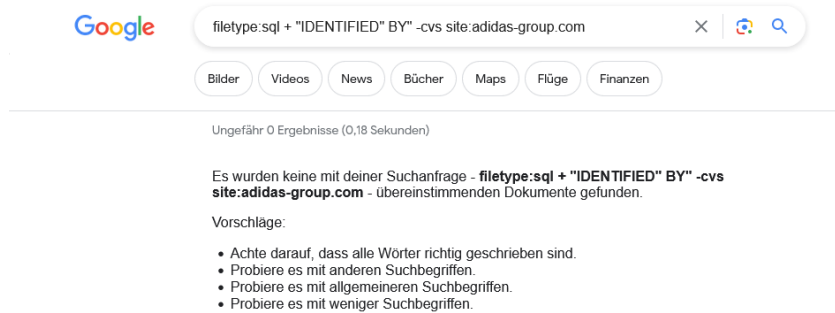 Google
filetype:sql + "IDENTIFIED" BY" -cvs site:adidas-group.com
Bilder Videos News Bücher Maps Flüge Finanzen
Ungefähr 0 Ergebnisse (0,18 Sekunden)
Es wurden keine mit deiner Suchanfrage - filetype:sql + "IDENTIFIED" BY" -cvs
site:adidas-group.com - übereinstimmenden Dokumente gefunden.
Vorschläge:
• Achte darauf, dass alle Wörter richtig geschrieben sind.
• Probiere es mit anderen Suchbegriffen.
• Probiere es mit allgemeineren Suchbegriffen.
• Probiere es mit weniger Suchbegriffen.